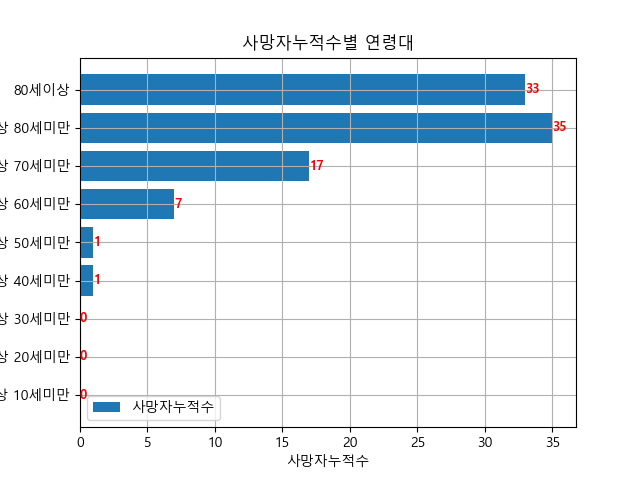 사망자누적수별 연령대
80세이상
상 80세미만
상 70세미만
상 60세미만
상 50세미만
상 40세미만
상 30세미만
상 20세미만
상 10세미만
33
35
17
7
1
1
0
0
0
사망자누적수
0 5 10 15 20 25 30 35
사망자누적수